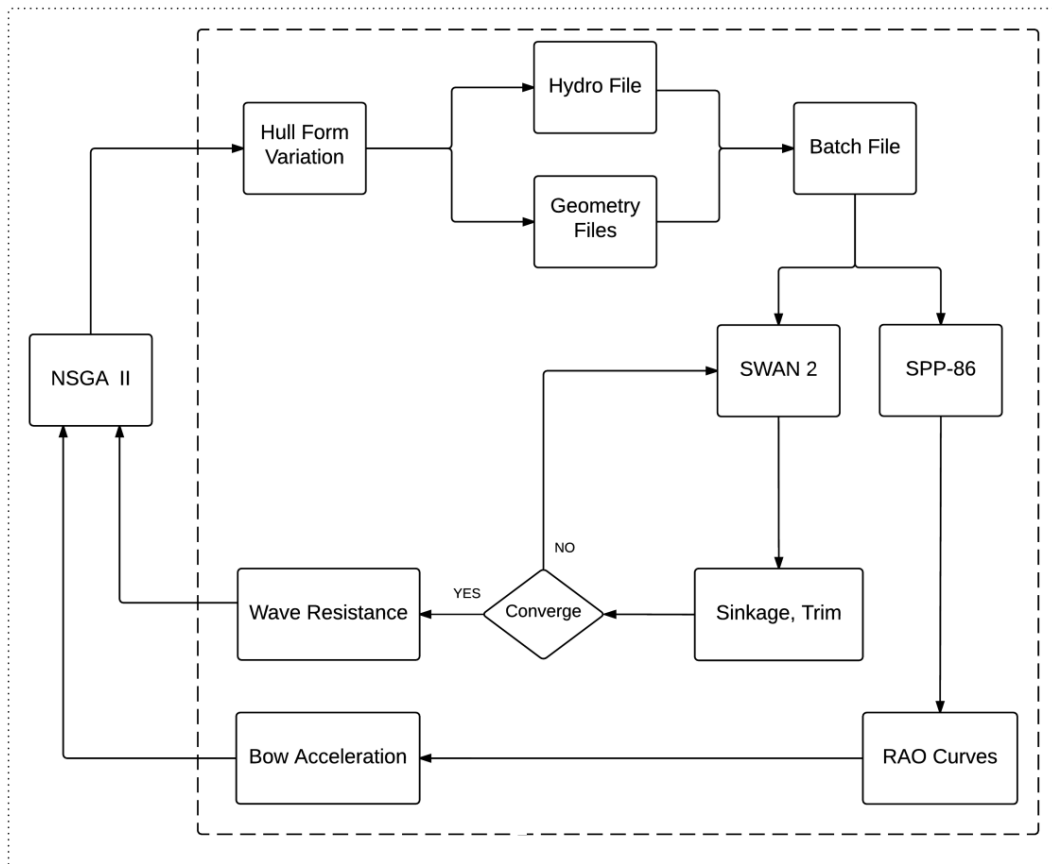 Hydro File
Hull Form
Variation
Batch File
Geometry
Files
NSGA II
SWAN 2
SPP-86
NO
YES
Wave Resistance
Converge
Sinkage, Trim
Bow Acceleration
RAO Curves